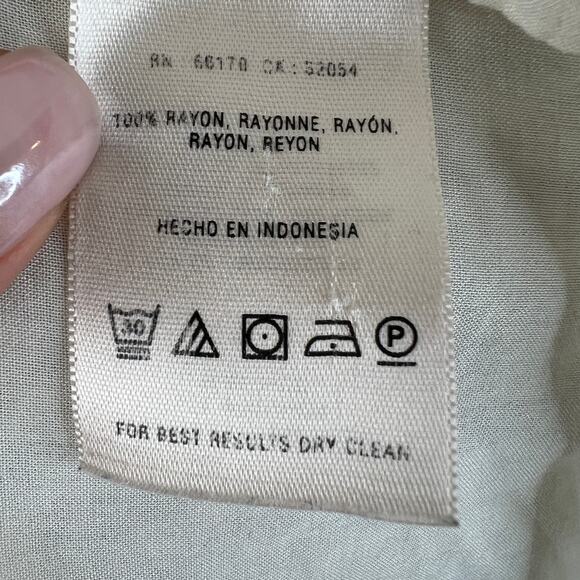 RN 66170 CA: 52054
100% RAYON, RAYONNE, RAYÓN,
RAYON, REYON
HECHO EN INDONESIA
30
P
FOR BEST RESULTS DRY CLEAN